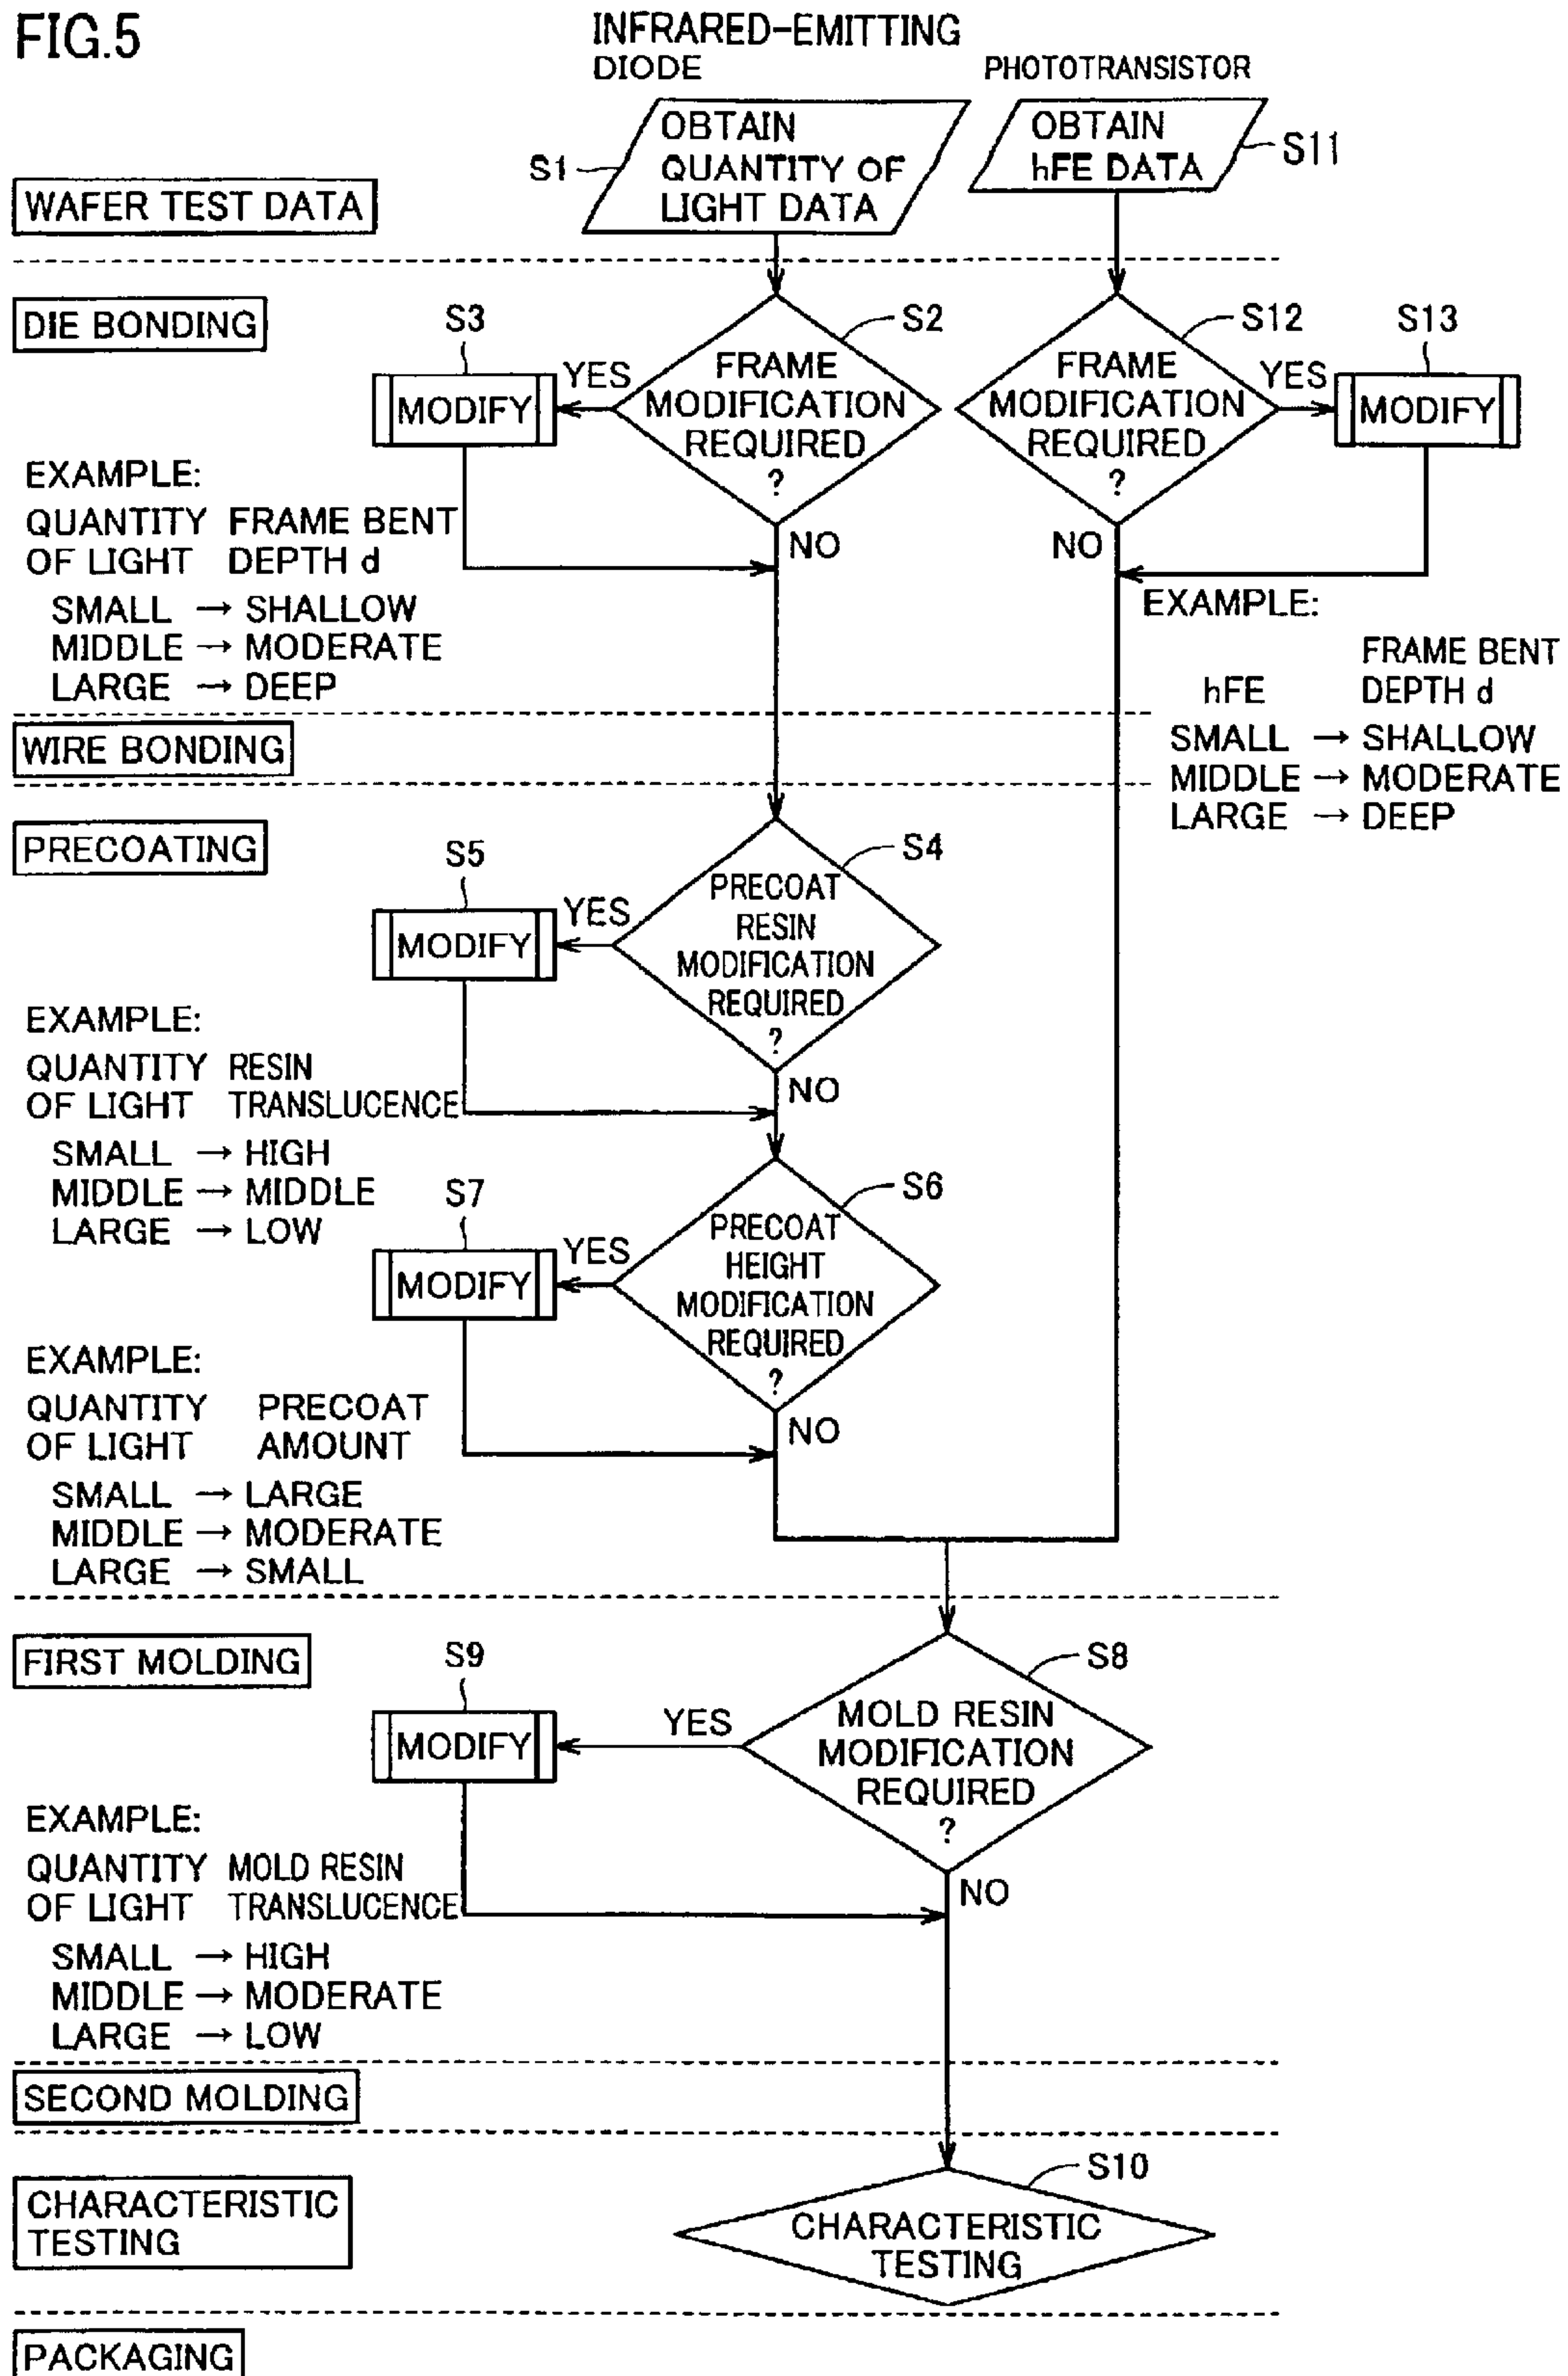 FIG.5
INFRARED-EMITTING
DIODE
PHOTOTRANSISTOR
WAFER TEST DATA
S1
OBTAIN
QUANTITY OF
LIGHT DATA
OBTAIN
hFE DATA
S11
DIE BONDING
S3
MODIFY
YES
S2
FRAME
MODIFICATION
REQUIRED
?
NO
S12
FRAME
MODIFICATION
REQUIRED
?
NO
YES
S13
MODIFY
EXAMPLE:
QUANTITY FRAME BENT
OF LIGHT DEPTH d
SMALL → SHALLOW
MIDDLE → MODERATE
LARGE → DEEP
EXAMPLE:
FRAME BENT
hFE DEPTH d
SMALL → SHALLOW
MIDDLE → MODERATE
LARGE → DEEP
WIRE BONDING
PRECOATING
S5
MODIFY
YES
S4
PRECOAT
RESIN
MODIFICATION
REQUIRED
?
NO
EXAMPLE:
QUANTITY RESIN
OF LIGHT TRANSLUCENCE
SMALL → HIGH
MIDDLE → MIDDLE
LARGE → LOW
S7
MODIFY
YES
S6
PRECOAT
HEIGHT
MODIFICATION
REQUIRED
?
NO
EXAMPLE:
QUANTITY PRECOAT
OF LIGHT AMOUNT
SMALL → LARGE
MIDDLE → MODERATE
LARGE → SMALL
FIRST MOLDING
S9
MODIFY
YES
S8
MOLD RESIN
MODIFICATION
REQUIRED
?
NO
EXAMPLE:
QUANTITY MOLD RESIN
OF LIGHT TRANSLUCENCE
SMALL → HIGH
MIDDLE → MODERATE
LARGE → LOW
SECOND MOLDING
CHARACTERISTIC
TESTING
S10
CHARACTERISTIC
TESTING
PACKAGING